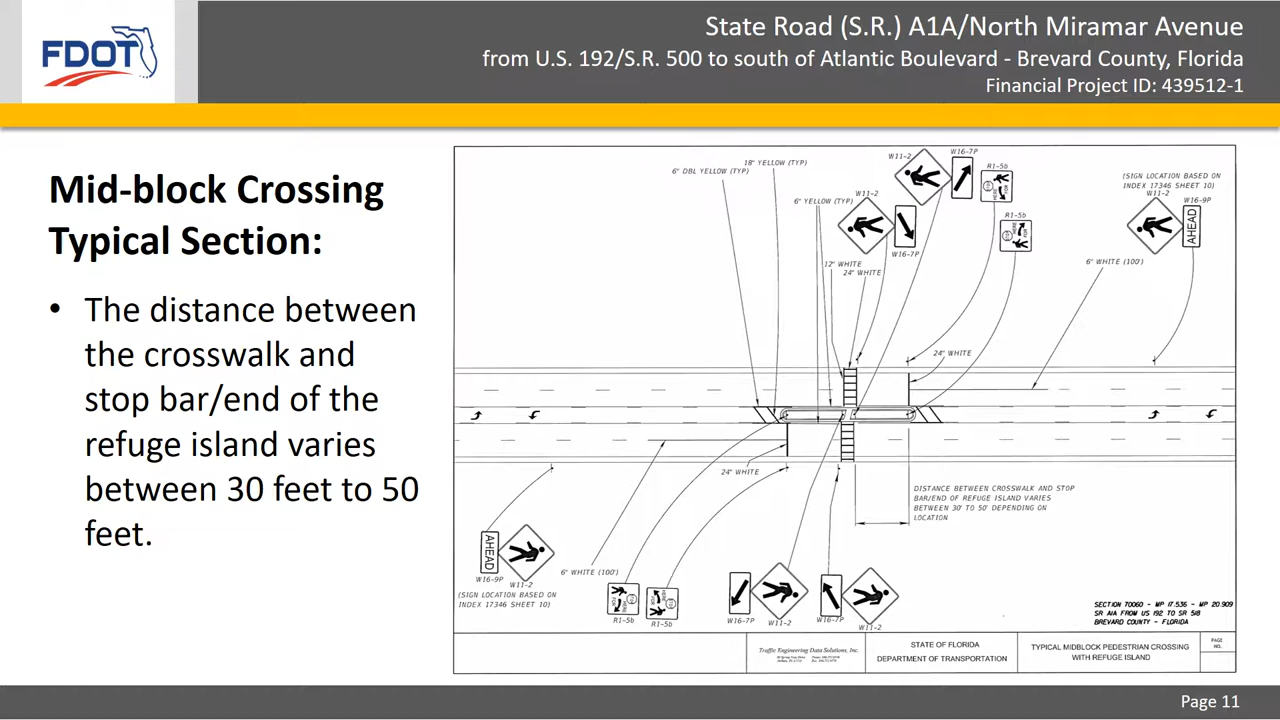 FDOT
State Road (S.R.) A1A/North Miramar Avenue
from U.S. 192/S.R. 500 to south of Atlantic Boulevard - Brevard County, Florida
Financial Project ID: 439512-1
Mid-block Crossing
Typical Section:
• The distance between
the crosswalk and
stop bar/end of the
refuge island varies
between 30 feet to 50
feet.
18" YELLOW (TYP)
6" DBL YELLOW (TYP)
6" YELLOW (TYP)
W11-2
W16-7P
R1-5b
W11-2
W16-7P
R1-5b
HERE
FOR
12" WHITE
24" WHITE
(SIGN LOCATION BASED ON
INDEX 17346 SHEET 10)
W11-2
W16-9P
AHEAD
6" WHITE (100')
24" WHITE
24" WHITE
DISTANCE BETWEEN CROSSWALK AND STOP
BAR/END OF REFUGE ISLAND VARIES
BETWEEN 30' TO 50' DEPENDING ON
LOCATION
AHEAD
W16-9P
W11-2
(SIGN LOCATION BASED ON
INDEX 17346 SHEET 10)
6" WHITE (100')
HERE
FOR
R1-5b
HERE
FOR
R1-5b
W16-7P
W11-2
W16-7P
W11-2
SECTION 70060 - MP 17.536 - MP 20.909
SR A1A FROM US 192 TO SR 518
BREVARD COUNTY - FLORIDA
Traffic Engineering Data Solutions, Inc.
STATE OF FLORIDA
DEPARTMENT OF TRANSPORTATION
TYPICAL MIDBLOCK PEDESTRIAN CROSSING
WITH REFUGE ISLAND
PAGE
NO.
Page 11